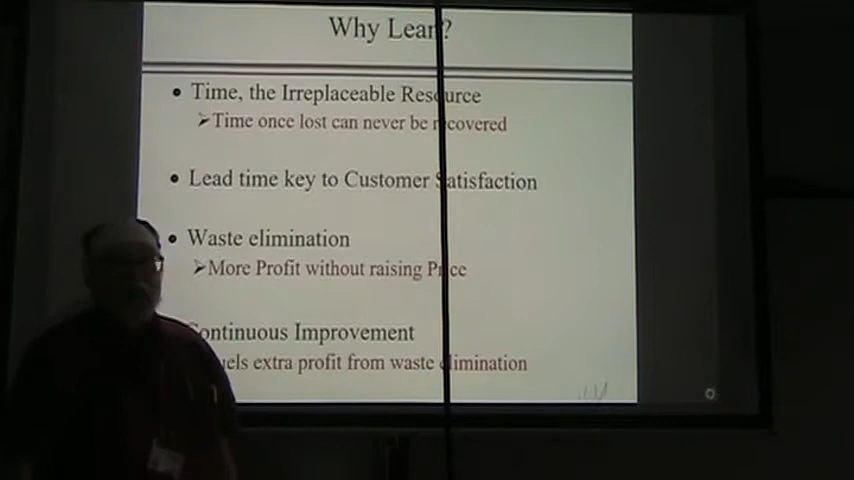 Why Lean?
Time, the Irreplaceable Resource
Time once lost can never be recovered
Lead time key to Customer Satisfaction
Waste elimination
More Profit without raising Price
Continuous Improvement
extra profit from waste elimination